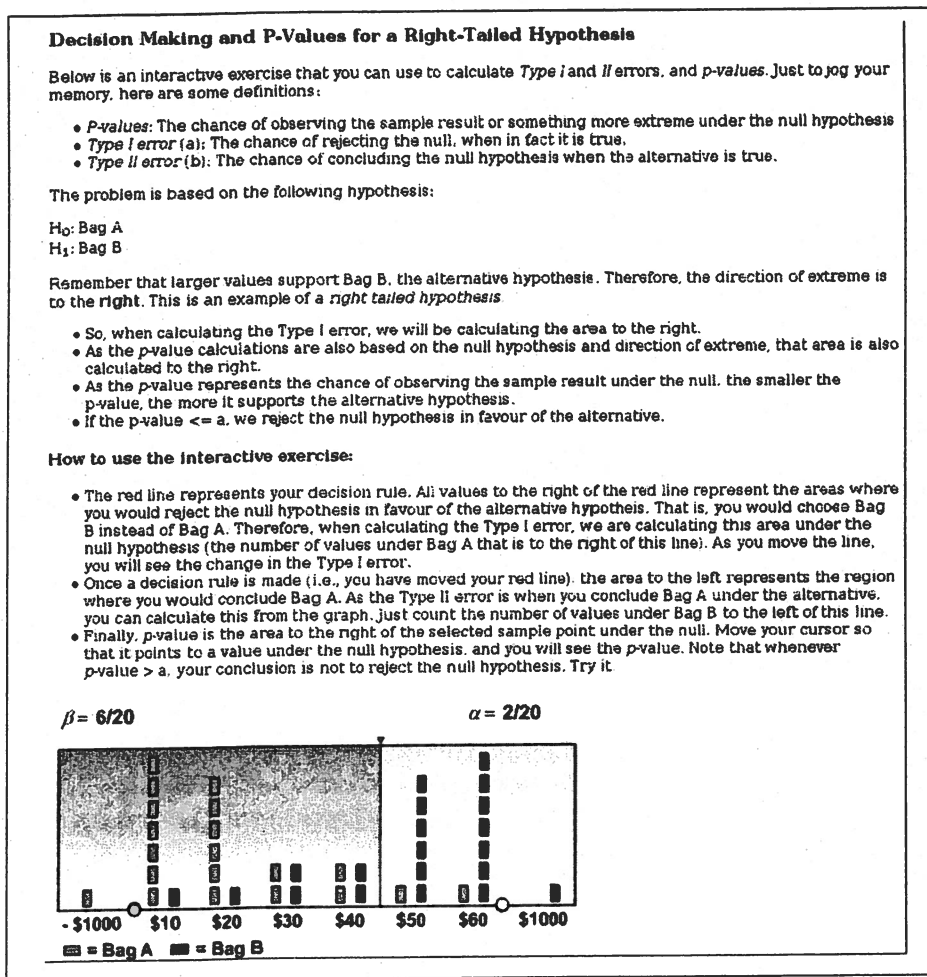 Decision Making and P-Values for a Right-Tailed Hypothesis
Below is an interactive exercise that you can use to calculate Type I and II errors, and p-values. Just to jog your
memory, here are some definitions:
• P-values: The chance of observing the sample result or something more extreme under the null hypothesis
• Type I error (a): The chance of rejecting the null, when in fact it is true.
• Type II error (b): The chance of concluding the null hypothesis when the alternative is true.
The problem is based on the following hypothesis:
H₀: Bag A
H₁: Bag B
Remember that larger values support Bag B, the alternative hypothesis. Therefore, the direction of extreme is
to the right. This is an example of a right tailed hypothesis
• So, when calculating the Type I error, we will be calculating the area to the right.
• As the p-value calculations are also based on the null hypothesis and direction of extreme, that area is also
calculated to the right.
• As the p-value represents the chance of observing the sample result under the null, the smaller the
p-value, the more it supports the alternative hypothesis.
• If the p-value <= a, we reject the null hypothesis in favour of the alternative.
How to use the interactive exercise:
• The red line represents your decision rule. All values to the right of the red line represent the areas where
you would reject the null hypothesis in favour of the alternative hypotheis. That is, you would choose Bag
B instead of Bag A. Therefore, when calculating the Type I error, we are calculating this area under the
null hypothesis (the number of values under Bag A that is to the right of this line). As you move the line,
you will see the change in the Type I error.
• Once a decision rule is made (i.e., you have moved your red line), the area to the left represents the region
where you would conclude Bag A. As the Type II error is when you conclude Bag A under the alternative,
you can calculate this from the graph. Just count the number of values under Bag B to the left of this line.
• Finally, p-value is the area to the right of the selected sample point under the null. Move your cursor so
that it points to a value under the null hypothesis, and you will see the p-value. Note that whenever
p-value > a, your conclusion is not to reject the null hypothesis. Try it
β = 6/20 α = 2/20
- $1000 $10 $20 $30 $40 $50 $60 $1000
= Bag A = Bag B